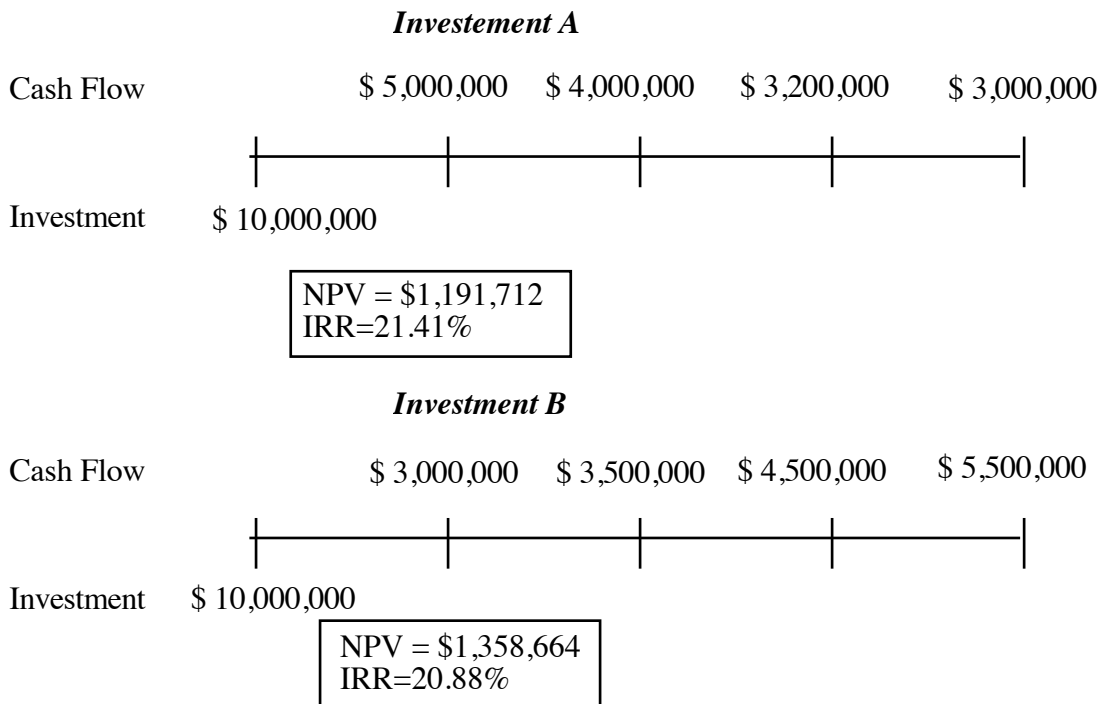 Investement A
Cash Flow $ 5,000,000 $ 4,000,000 $ 3,200,000 $ 3,000,000
Investment $ 10,000,000
NPV = $1,191,712
IRR=21.41%
Investment B
Cash Flow $ 3,000,000 $ 3,500,000 $ 4,500,000 $ 5,500,000
Investment $ 10,000,000
NPV = $1,358,664
IRR=20.88%